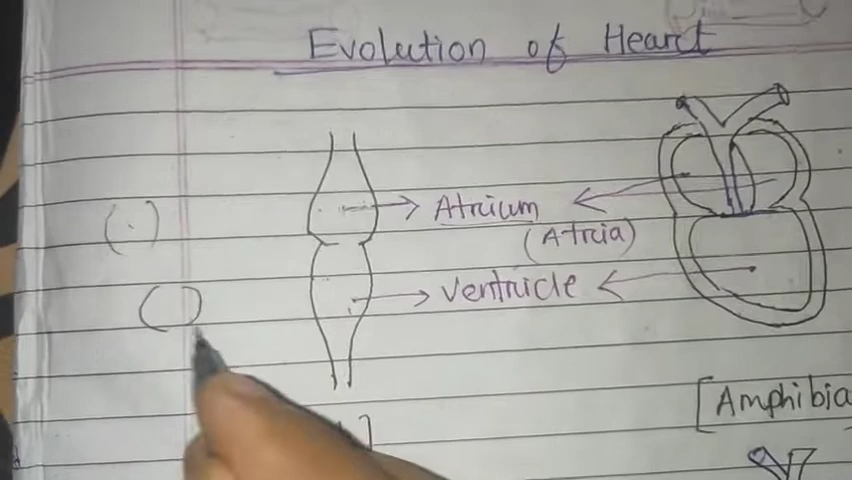 Evolution of Heart
Atrium
(Atria)
Ventricle
[Amphibia